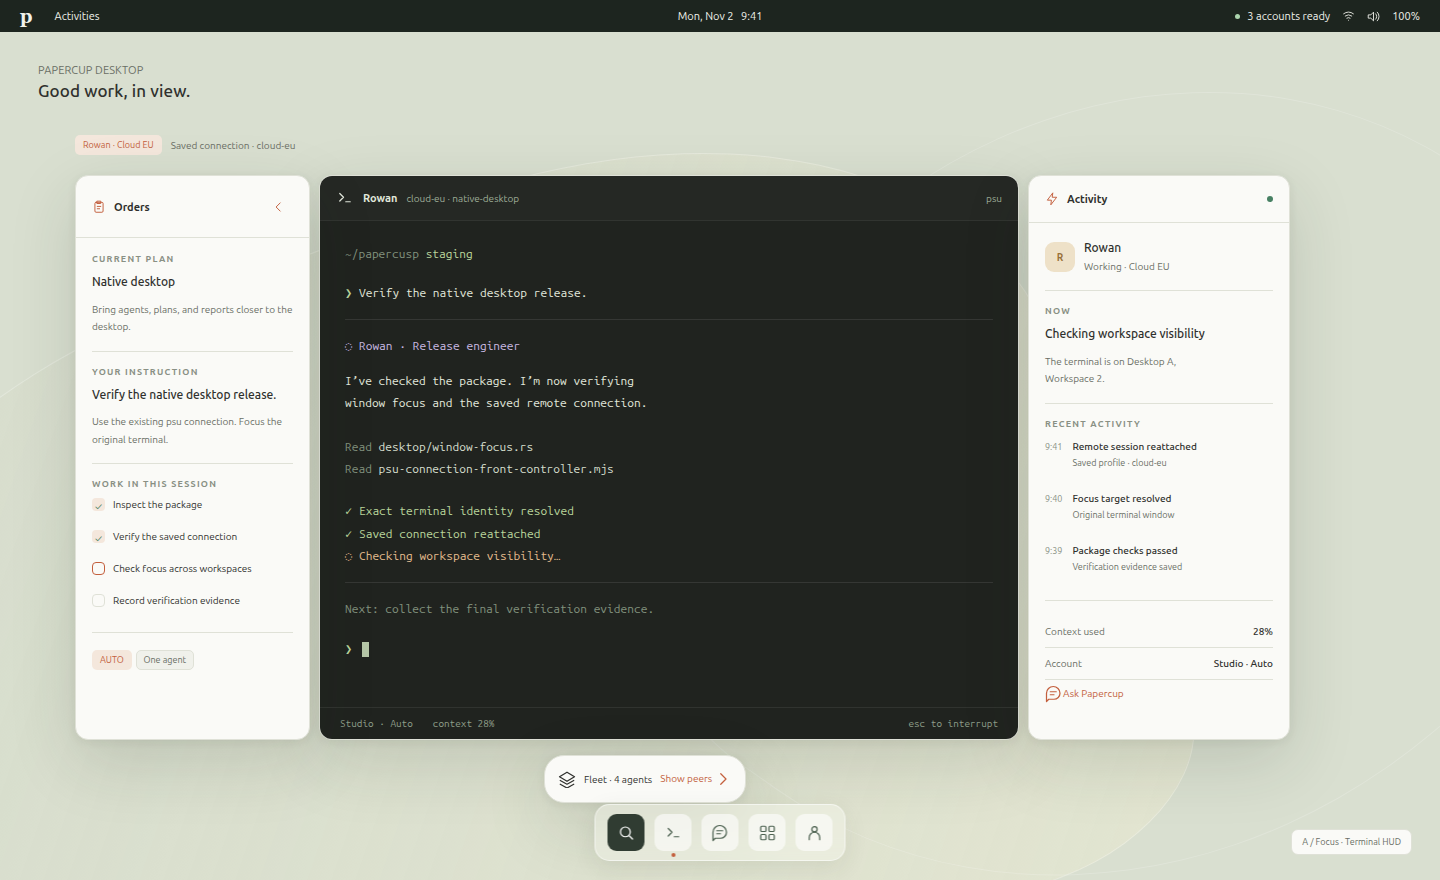 p
Activities
Mon, Nov 2 9:41
3 accounts ready
100%
PAPERCUP DESKTOP
Good work, in view.
Rowan · Cloud EU
Saved connection · cloud-eu
Orders
CURRENT PLAN
Native desktop
Bring agents, plans, and reports closer to the
desktop.
YOUR INSTRUCTION
Verify the native desktop release.
Use the existing psu connection. Focus the
original terminal.
WORK IN THIS SESSION
Inspect the package
Verify the saved connection
Check focus across workspaces
Record verification evidence
AUTO
One agent
Rowan
cloud-eu · native-desktop
psu
~/papercusp staging
❯ Verify the native desktop release.
◌ Rowan · Release engineer
I’ve checked the package. I’m now verifying
window focus and the saved remote connection.
Read desktop/window-focus.rs
Read psu-connection-front-controller.mjs
✓ Exact terminal identity resolved
✓ Saved connection reattached
◌ Checking workspace visibility…
Next: collect the final verification evidence.
❯
Studio · Auto
context 28%
esc to interrupt
Activity
R
Rowan
Working · Cloud EU
NOW
Checking workspace visibility
The terminal is on Desktop A,
Workspace 2.
RECENT ACTIVITY
9:41 Remote session reattached
Saved profile · cloud-eu
9:40 Focus target resolved
Original terminal window
9:39 Package checks passed
Verification evidence saved
Context used 28%
Account Studio · Auto
Ask Papercup
Fleet · 4 agents
Show peers
A / Focus · Terminal HUD